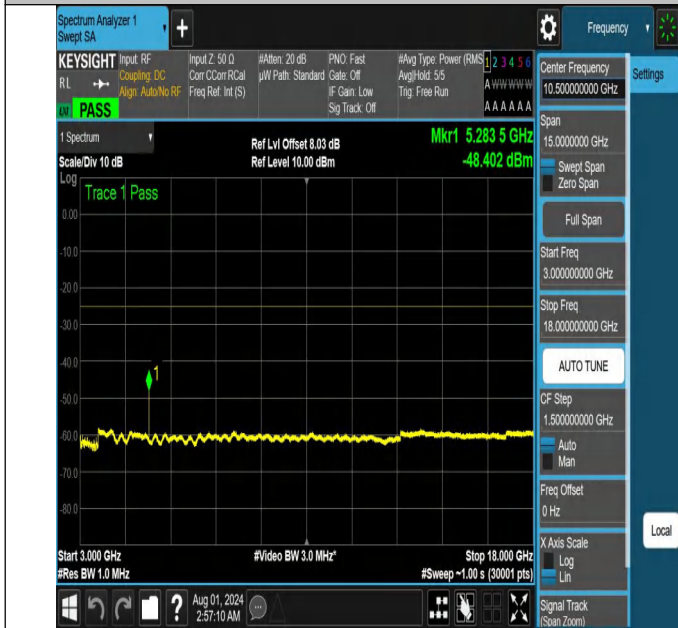 Spectrum Analyzer 1
Swept SA
Frequency
KEYSIGHT
RL
Input: RF
Coupling: DC
Align: Auto/No RF
Input Z: 50 Ω
Corr CCorr RCal
Freq Ref: Int (S)
#Atten: 20 dB
µW Path: Standard
PNO: Fast
Gate: Off
IF Gain: Low
Sig Track: Off
#Avg Type: Power (RMS
Avg|Hold: 5/5
Trig: Free Run
1 2 3 4 5 6
A W W W W W
A A A A A A
LXI PASS
1 Spectrum
Scale/Div 10 dB
Ref Lvl Offset 8.03 dB
Ref Level 10.00 dBm
Mkr1 5.283 5 GHz
-48.402 dBm
Log
Trace 1 Pass
0.00
-10.0
-20.0
-30.0
-40.0
-50.0
-60.0
-70.0
-80.0
1
Start 3.000 GHz
#Res BW 1.0 MHz
#Video BW 3.0 MHz*
Stop 18.000 GHz
#Sweep ~1.00 s (30001 pts)
Aug 01, 2024
2:57:10 AM
Center Frequency
10.500000000 GHz
Settings
Span
15.0000000 GHz
Swept Span
Zero Span
Full Span
Start Freq
3.000000000 GHz
Stop Freq
18.000000000 GHz
AUTO TUNE
CF Step
1.500000000 GHz
Auto
Man
Freq Offset
0 Hz
X Axis Scale
Log
Lin
Local
Signal Track
(Span Zoom)